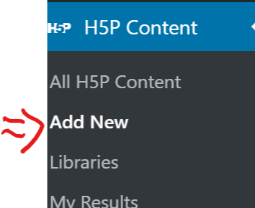 H5P H5P Content
All H5P Content
Add New
Libraries
My Results